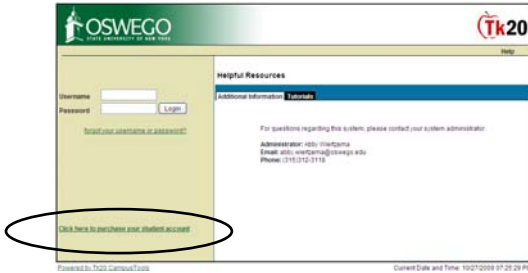 OSWEGO
STATE UNIVERSITY OF NEW YORK
Tk20
Help
Helpful Resources
Additional Information Tutorials
Username
Password
Login
forgot your username or password?
For questions regarding this system, please contact your system administrator
Administrator: Abby Wiertzema
Email: abby.wiertzema@oswego.edu
Phone: (315)312-3118
Click here to purchase your student account
Powered by Tk20 CampusTools
Current Date and Time: 10/27/2009 07:25:29 PM